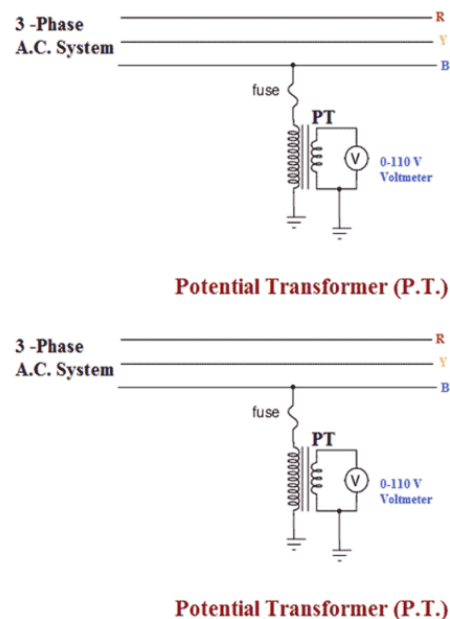 3 -Phase
A.C. System
R
Y
B
fuse
PT
V
0-110 V
Voltmeter
Potential Transformer (P.T.)
3 -Phase
A.C. System
R
Y
B
fuse
PT
V
0-110 V
Voltmeter
Potential Transformer (P.T.)